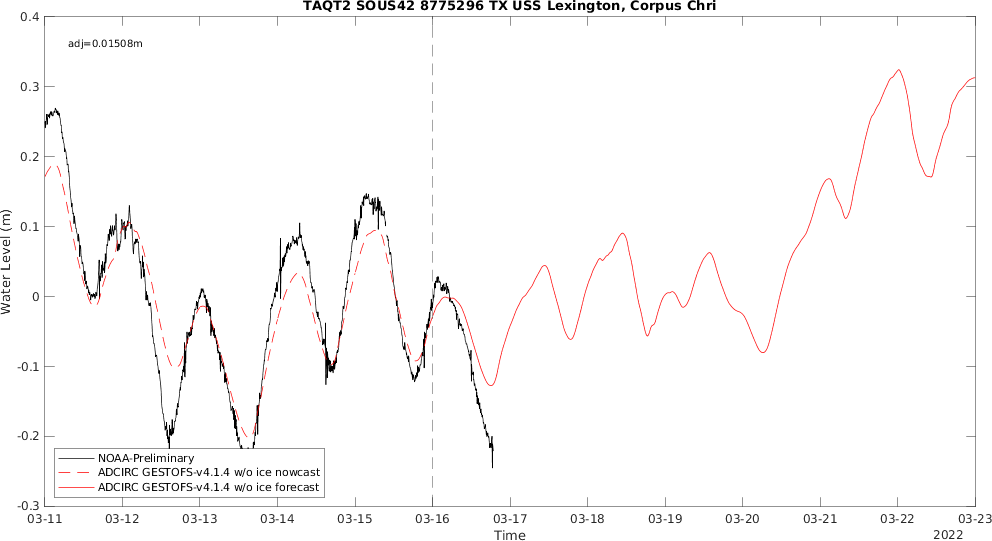 TAQT2 SOUS42 8775296 TX USS Lexington, Corpus Chri
adj=0.01508m
0.4
0.3
0.2
0.1
0
-0.1
-0.2
-0.3
Water Level (m)
NOAA-Preliminary
ADCIRC GESTOFS-v4.1.4 w/o ice nowcast
ADCIRC GESTOFS-v4.1.4 w/o ice forecast
03-11 03-12 03-13 03-14 03-15 03-16 03-17 03-18 03-19 03-20 03-21 03-22 03-23
Time
2022